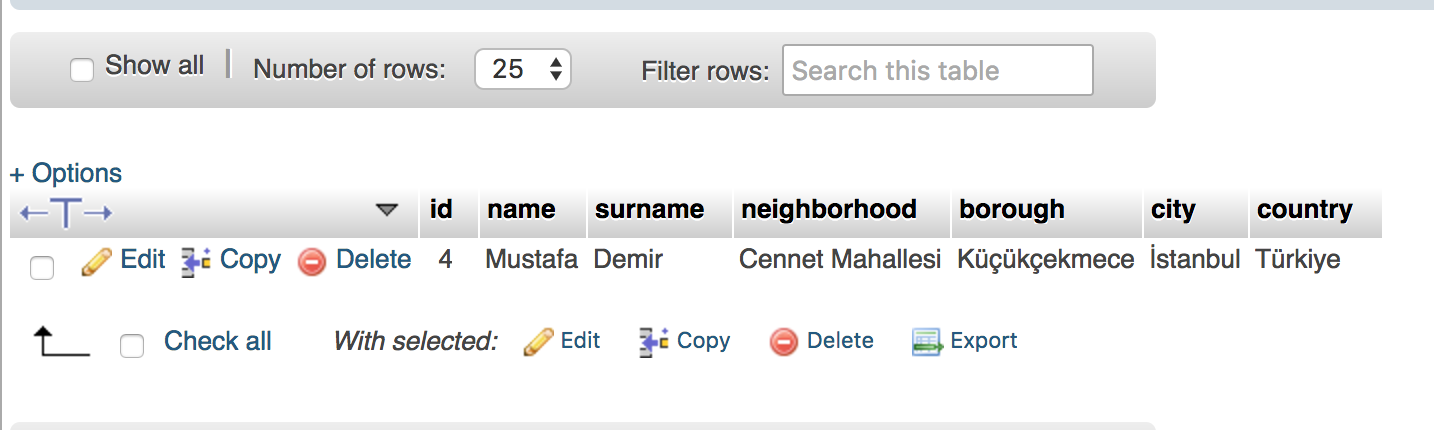 Show all | Number of rows: 25 Filter rows: Search this table
+ Options
←T→ id name surname neighborhood borough city country
Edit Copy Delete 4 Mustafa Demir Cennet Mahallesi Küçükçekmece İstanbul Türkiye
Check all With selected: Edit Copy Delete Export